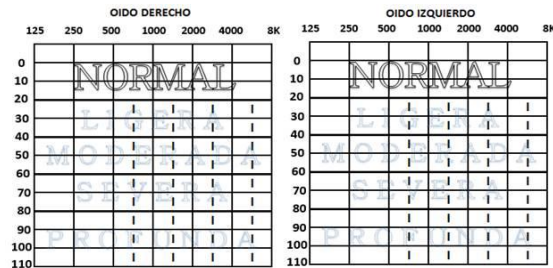 OIDO DERECHO
125 250 500 1000 2000 4000 8K
0
NORMAL
10
20
30
LIGERA
40
50
MODERADA
60
70
SEVERA
80
90
PROFUNDA
100
110
OIDO IZQUIERDO
125 250 500 1000 2000 4000 8K
0
NORMAL
10
20
30
LIGERA
40
50
MODERADA
60
70
SEVERA
80
90
PROFUNDA
100
110